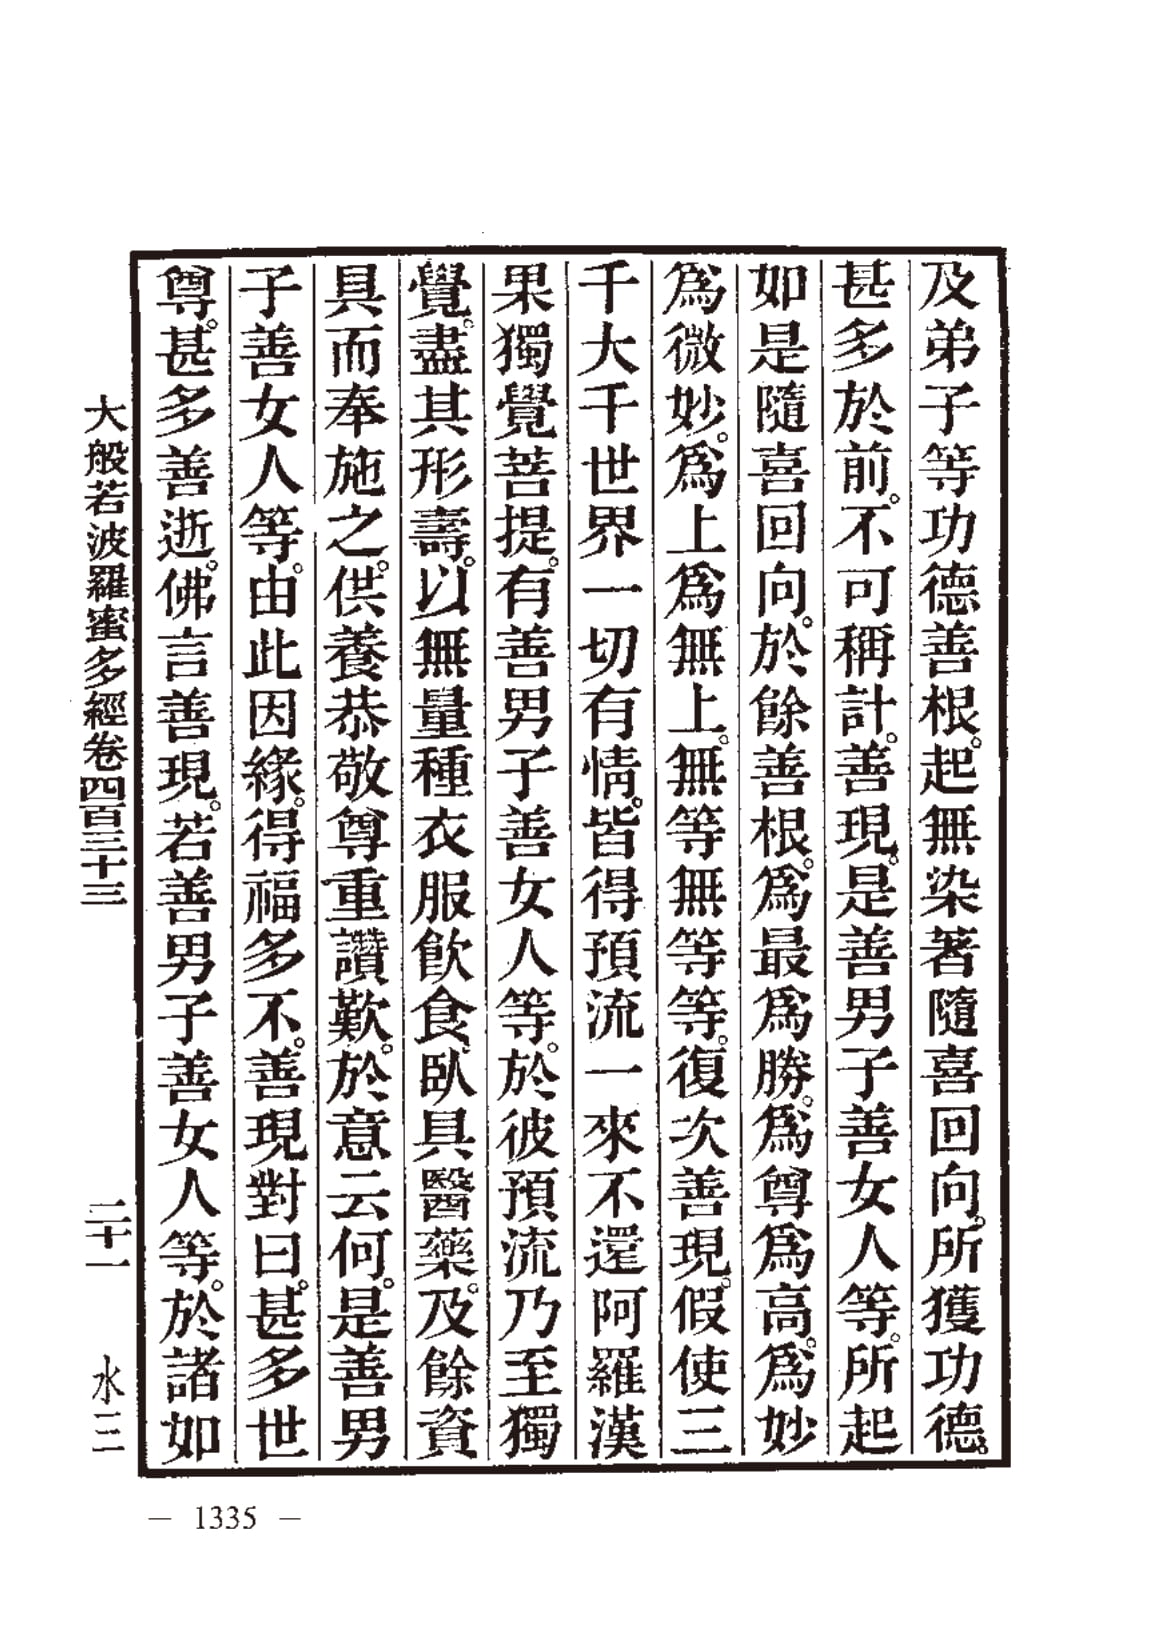 及弟子等功德善根。起無染著隨喜回向。所獲功德。
甚多於前。不可稱計。善現。是善男子善女人等。所起
如是隨喜回向。於餘善根。為最為勝。為尊為高。為妙
為微妙。為上為無上。無等無等等。復次善現。假使三
千大千世界一切有情。皆得預流一來不還阿羅漢
果獨覺菩提。有善男子善女人等。於彼預流乃至獨
覺。盡其形壽。以無量種衣服飲食臥具醫藥。及餘資
具而奉施之。供養恭敬尊重讚歎。於意云何。是善男
子善女人等。由此因緣。得福多不。善現對曰。甚多世
尊。甚多善逝。佛言善現。若善男子善女人等。於諸如
大般若波羅蜜多經卷四百三十三 二十一 水三
— 1335 —